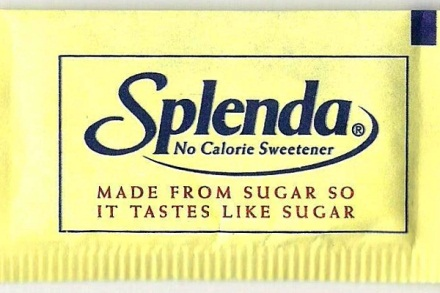 Splenda®
No Calorie Sweetener
MADE FROM SUGAR SO
IT TASTES LIKE SUGAR